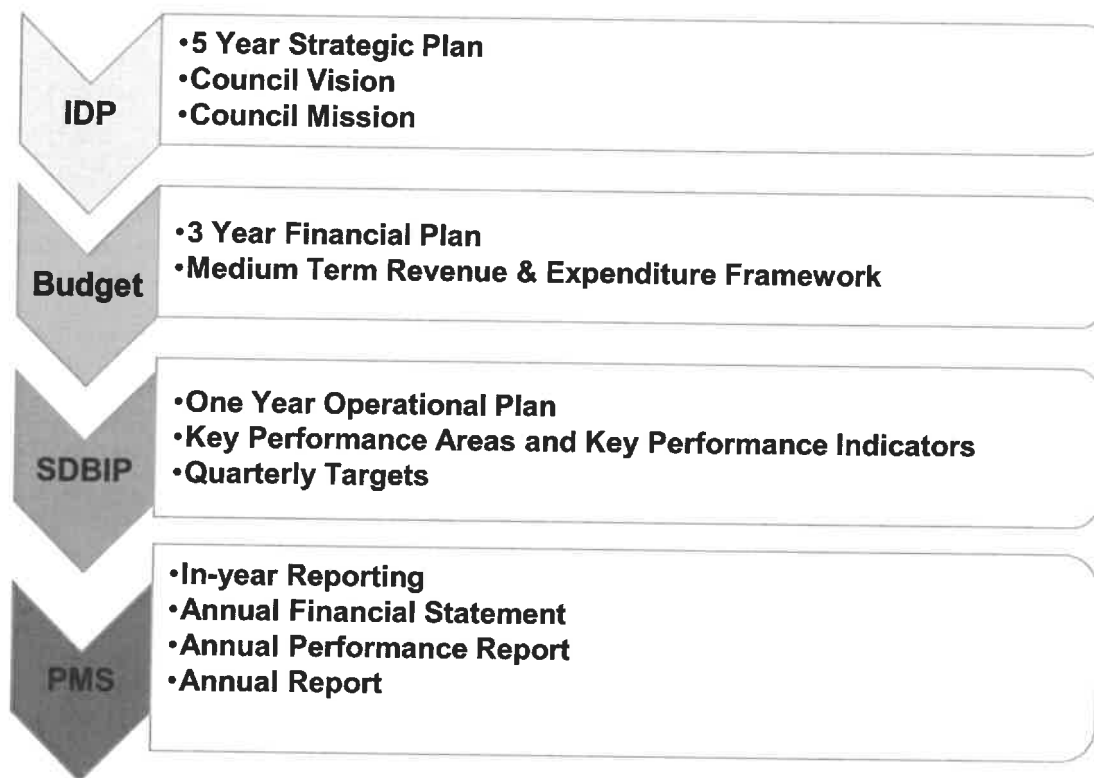 IDP
•5 Year Strategic Plan
•Council Vision
•Council Mission
Budget
•3 Year Financial Plan
•Medium Term Revenue & Expenditure Framework
SDBIP
•One Year Operational Plan
•Key Performance Areas and Key Performance Indicators
•Quarterly Targets
PMS
•In-year Reporting
•Annual Financial Statement
•Annual Performance Report
•Annual Report